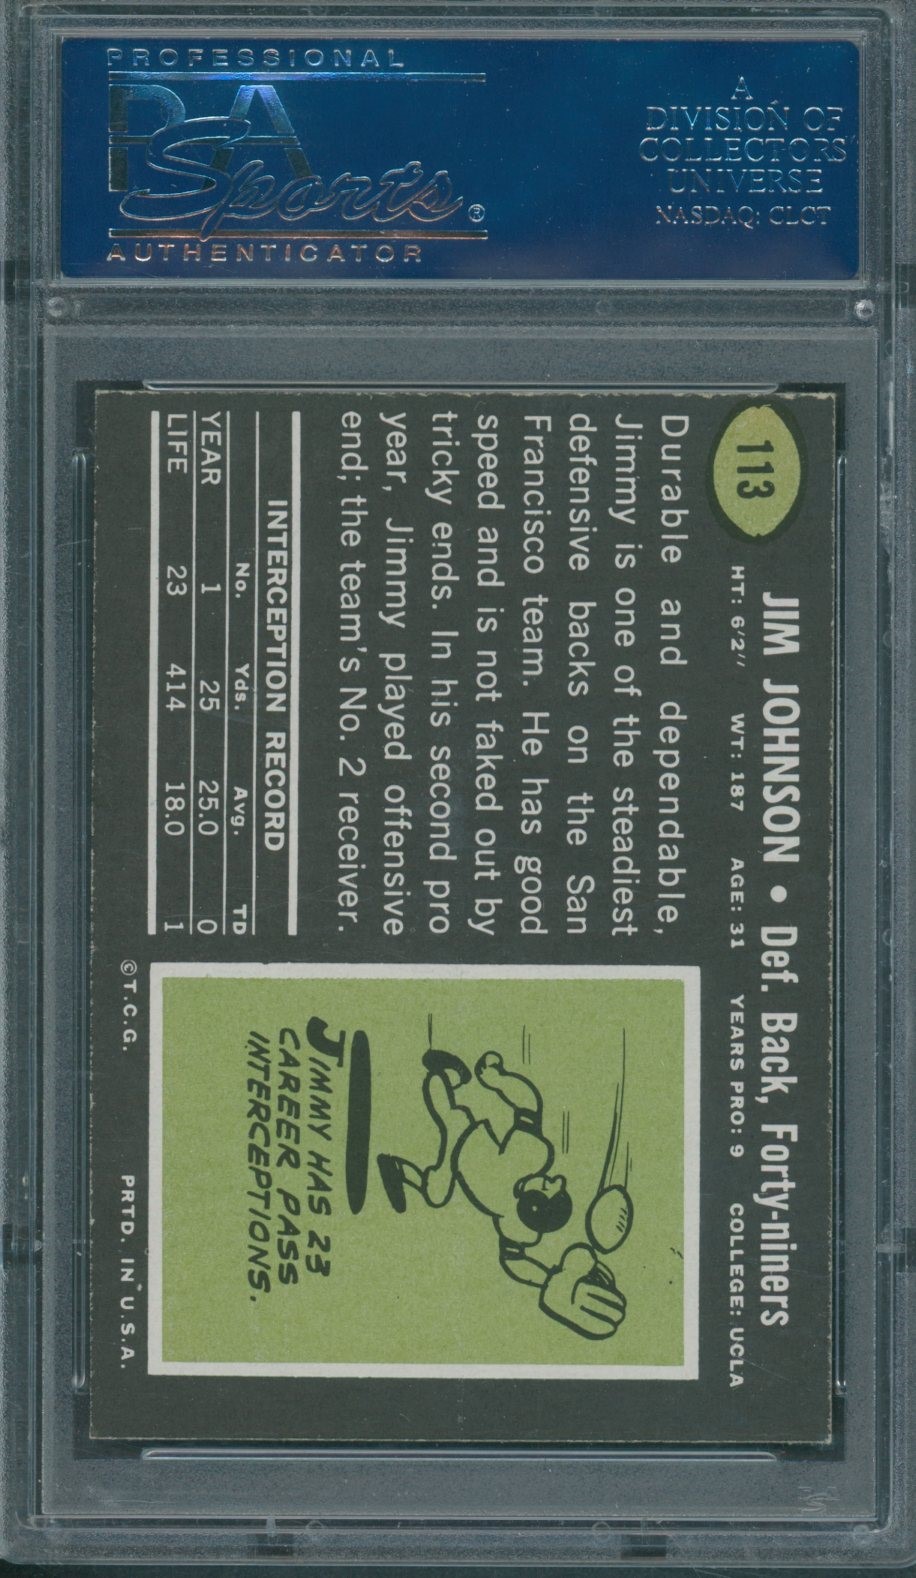 PROFESSIONAL
PSA
Sports®
AUTHENTICATOR
A
DIVISION OF
COLLECTORS
UNIVERSE
NASDAQ: CLCT
113
JIM JOHNSON • Def. Back, Forty-niners
HT: 6'2" WT: 187 AGE: 31 YEARS PRO: 9 COLLEGE: UCLA
Durable and dependable,
Jimmy is one of the steadiest
defensive backs on the San
Francisco team. He has good
speed and is not faked out by
tricky ends. In his second pro
year, Jimmy played offensive
end; the team's No. 2 receiver.
INTERCEPTION RECORD
No. Yds. Avg. TD
YEAR 1 25 25.0 0
LIFE 23 414 18.0 1
JIMMY HAS 23
CAREER PASS
INTERCEPTIONS.
©T.C.G. PRTD. IN U.S.A.